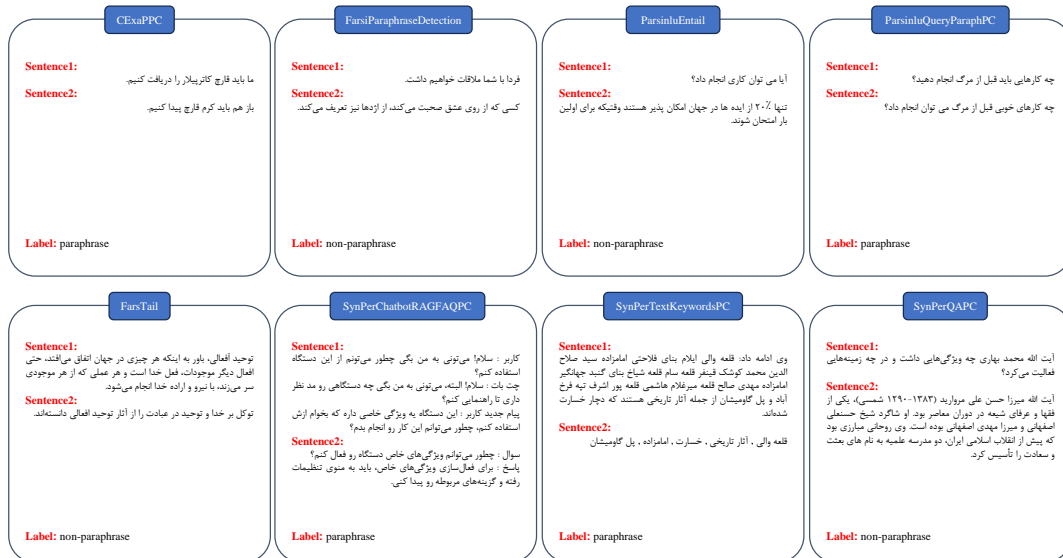 CExaPPC
Sentence1:
ما باید قارچ کاترپیلار را دریافت کنیم.
Sentence2:
باز هم باید کرم قارچ پیدا کنیم.
Label: paraphrase
FarsiParaphraseDetection
Sentence1:
فردا با شما ملاقات خواهیم داشت.
Sentence2:
کسی که از روی عشق صحبت می‌کند، از اژدها نیز تعریف می‌کند.
Label: non-paraphrase
ParsinluEntail
Sentence1:
آیا می توان کاری انجام داد؟
Sentence2:
تنها ۲۰٪ از ایده ها در جهان امکان پذیر هستند وقتیکه برای اولین
بار امتحان شوند.
Label: non-paraphrase
ParsinluQueryParaphPC
Sentence1:
چه کارهایی باید قبل از مرگ انجام دهید؟
Sentence2:
چه کارهای خوبی قبل از مرگ می توان انجام داد؟
Label: paraphrase
FarsTail
Sentence1:
توحید أفعالی، باور به اینکه هر چیزی در جهان اتفاق می‌افتد، حتی
افعال دیگر موجودات، فعل خدا است و هر عملی که از هر موجودی
سر می‌زند، با نیرو و اراده خدا انجام می‌شود.
Sentence2:
توکل بر خدا و توحید در عبادت را از آثار توحید افعالی دانسته‌اند.
Label: non-paraphrase
SynPerChatbotRAGFAQPC
Sentence1:
کاربر : سلام! می‌تونی به من بگی چطور می‌تونم از این دستگاه
استفاده کنم؟
چت بات : سلام! البته، می‌تونی به من بگی چه دستگاهی رو مد نظر
داری تا راهنمایی کنم؟
پیام جدید کاربر : این دستگاه یه ویژگی خاصی داره که بخوام ازش
استفاده کنم، چطور می‌تونم این کار رو انجام بدم؟
Sentence2:
سوال : چطور می‌توانم ویژگی‌های خاص دستگاه رو فعال کنم؟
پاسخ : برای فعال‌سازی ویژگی‌های خاص، باید به منوی تنظیمات
رفته و گزینه‌های مربوطه رو پیدا کنی.
Label: paraphrase
SynPerTextKeywordsPC
Sentence1:
وی ادامه داد: قلعه والی ایلام بنای فلاحتی امامزاده سید صلاح
الدین محمد کوشک قینفر قلعه سام قلعه شیاخ بنای گنبد جهانگیر
امامزاده مهدی صالح قلعه میرغلام هاشمی قلعه پور اشرف تپه فرخ
آباد و پل گاومیشان از جمله آثار تاریخی هستند که دچار خسارت
شده‌اند.
Sentence2:
قلعه والی , آثار تاریخی , خسارت , امامزاده , پل گاومیشان
Label: paraphrase
SynPerQAPC
Sentence1:
آیت الله محمد بهاری چه ویژگی‌هایی داشت و در چه زمینه‌هایی
فعالیت می‌کرد؟
Sentence2:
آیت الله میرزا حسن علی مروارید (۱۳۸۳-۱۲۹۰ شمسی)، یکی از
فقها و عرفای شیعه در دوران معاصر بود. او شاگرد شیخ حسنعلی
اصفهانی و میرزا مهدی اصفهانی بوده است. وی روحانی مبارزی بود
که پیش از انقلاب اسلامی ایران، دو مدرسه علمیه به نام های بعثت
و سعادت را تأسیس کرد.
Label: non-paraphrase